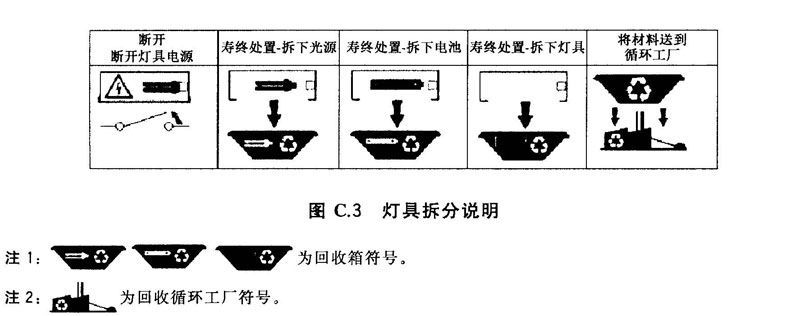 断开
断开灯具电源
寿终处置-拆下光源
寿终处置-拆下电池
寿终处置-拆下灯具
将材料送到
循环工厂
图 C.3 灯具拆分说明
注 1: 为回收箱符号。
注 2: 为回收循环工厂符号。